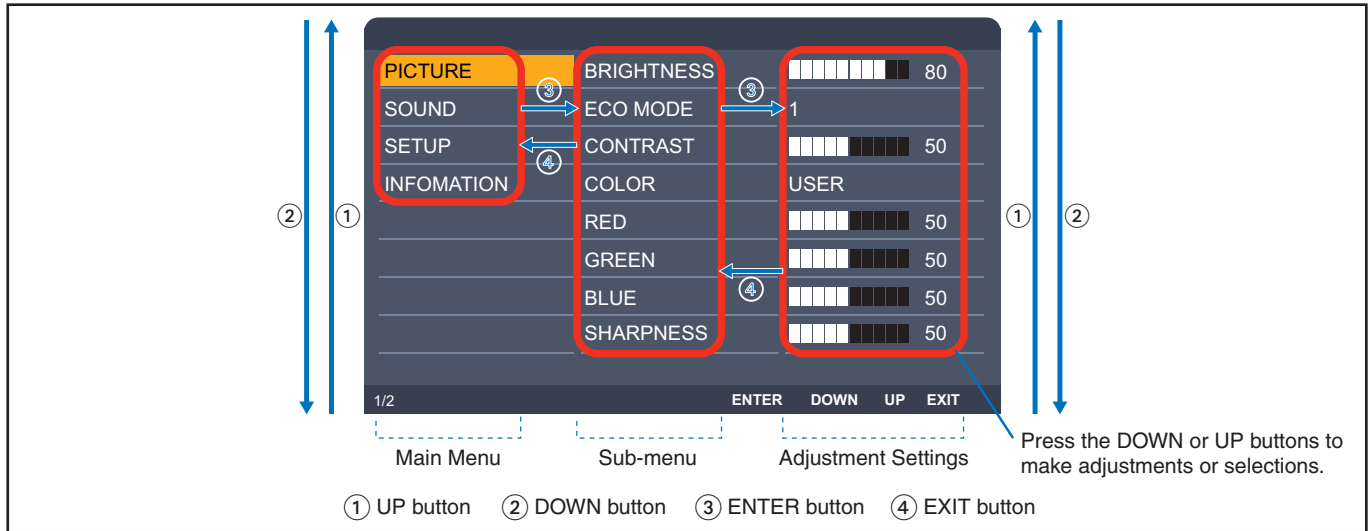 PICTURE BRIGHTNESS 80
③ ③
SOUND ECO MODE 1
SETUP CONTRAST 50
④
INFOMATION COLOR USER
② ① RED 50 ① ②
GREEN 50
④
BLUE 50
SHARPNESS 50
1/2 ENTER DOWN UP EXIT
Main Menu Sub-menu Adjustment Settings
Press the DOWN or UP buttons to
make adjustments or selections.
① UP button ② DOWN button ③ ENTER button ④ EXIT button